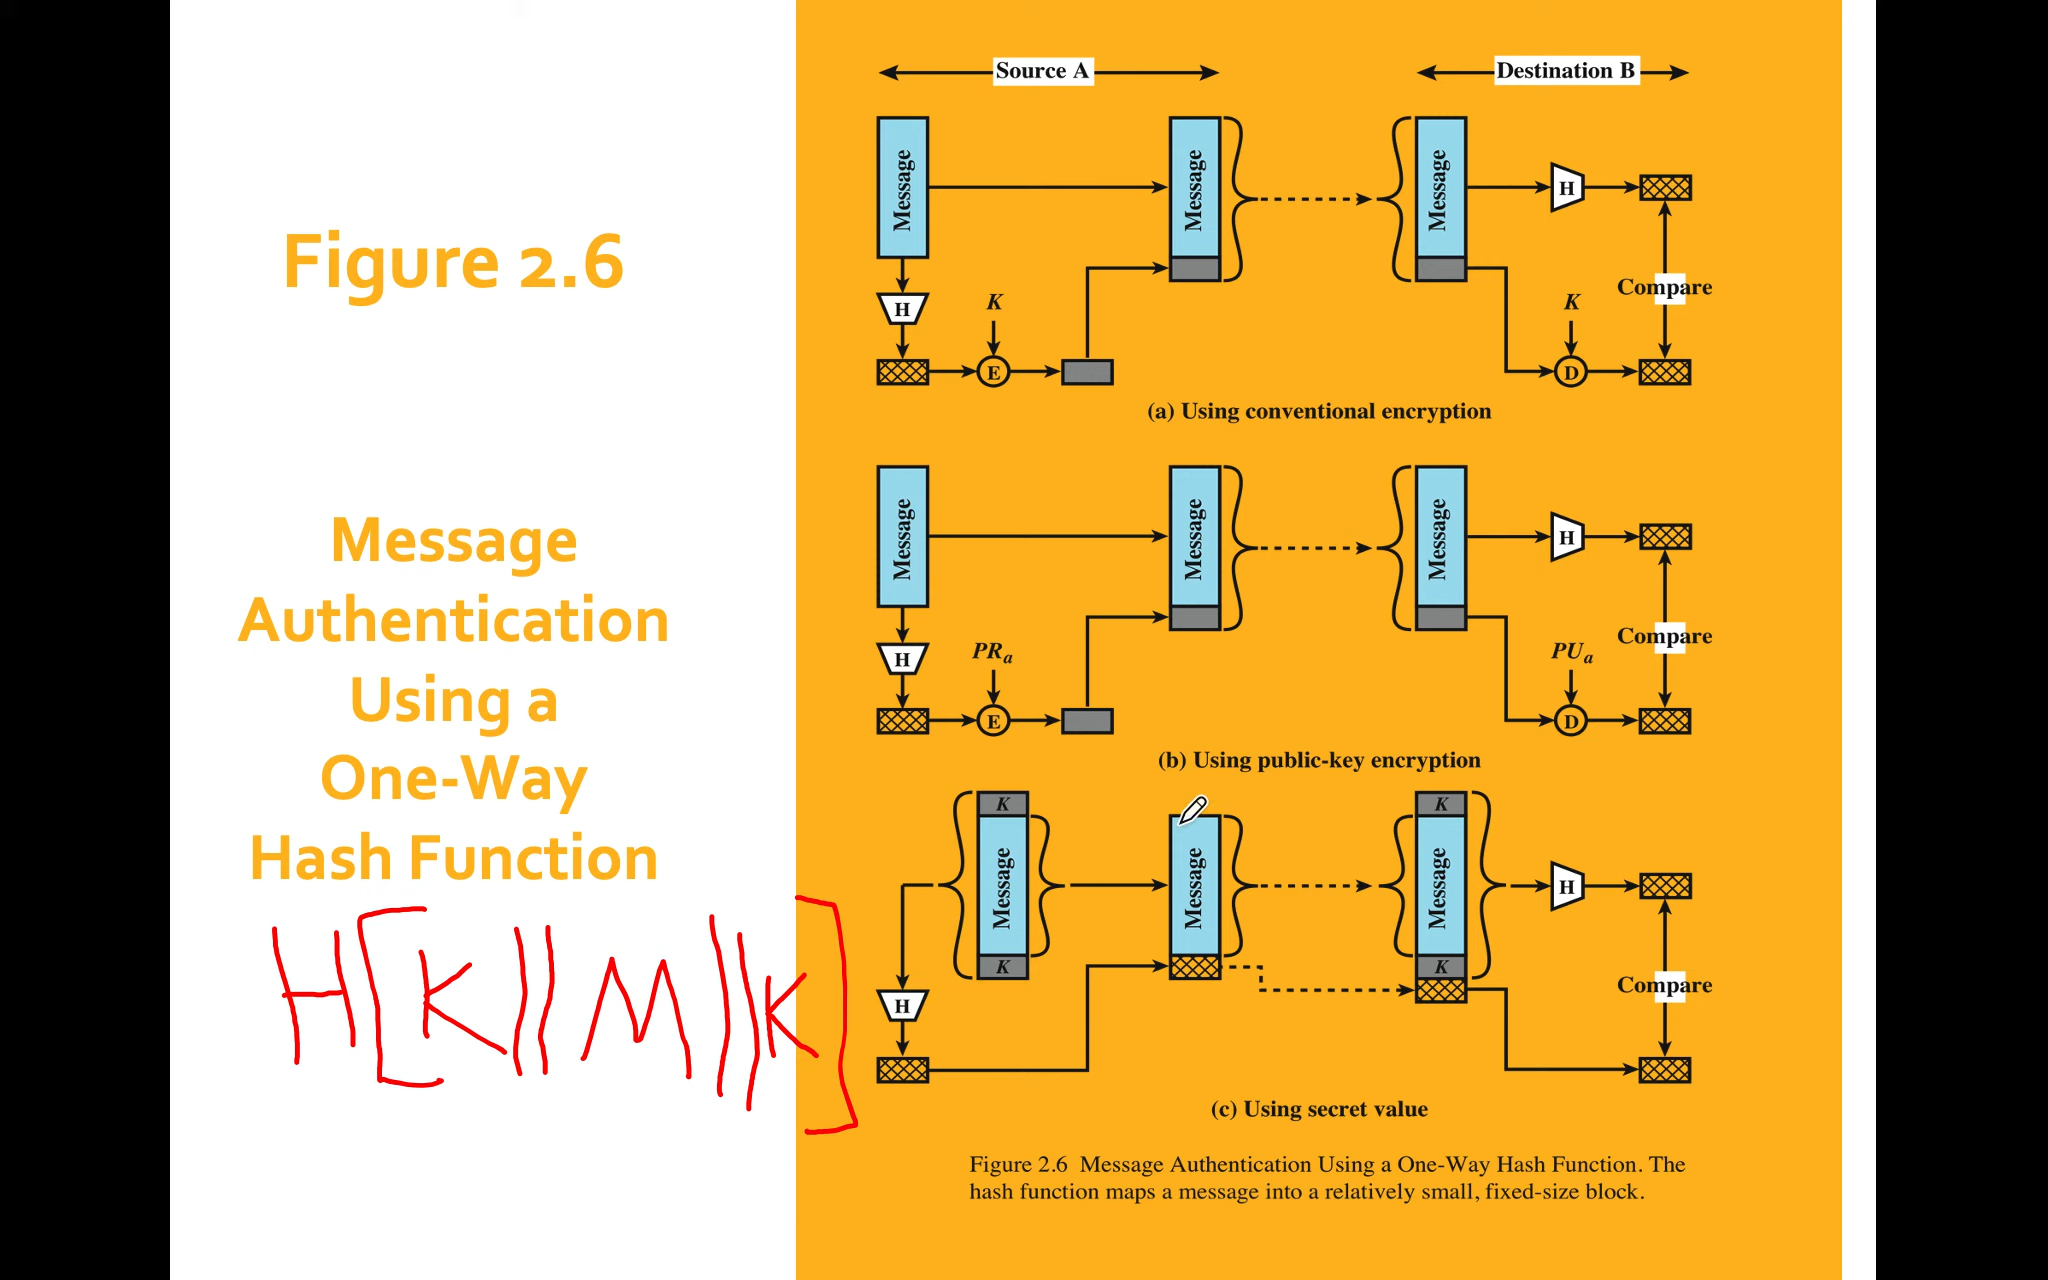 Figure 2.6
Message
Authentication
Using a
One-Way
Hash Function
H[K||M||K]
Source A
Destination B
Message
Message
Message
H
H
K
K
Compare
E
D
(a) Using conventional encryption
Message
Message
Message
H
H
PRa
PUa
Compare
E
D
(b) Using public-key encryption
K
K
Message
Message
Message
H
K
K
H
Compare
(c) Using secret value
Figure 2.6 Message Authentication Using a One-Way Hash Function. The
hash function maps a message into a relatively small, fixed-size block.